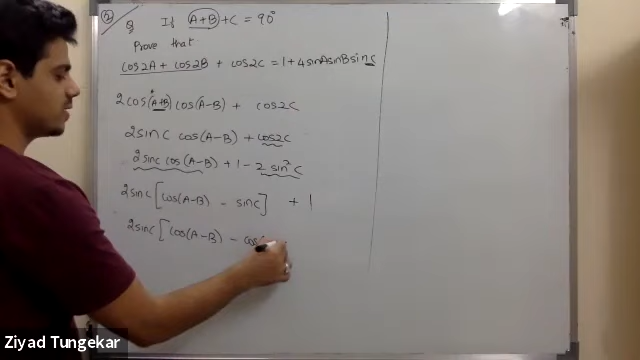 ② Q If A+B+C = 90°
Prove that
cos2A + cos2B + cos2C = 1+4sinAsinBsinC
2cos(A+B) cos(A-B) + cos2C
2sinC cos(A-B) + cos2C
2sinC cos(A-B) + 1 - 2sin²C
2sinC [cos(A-B) - sinC] + 1
2sinC [cos(A-B) - cos
Ziyad Tungekar